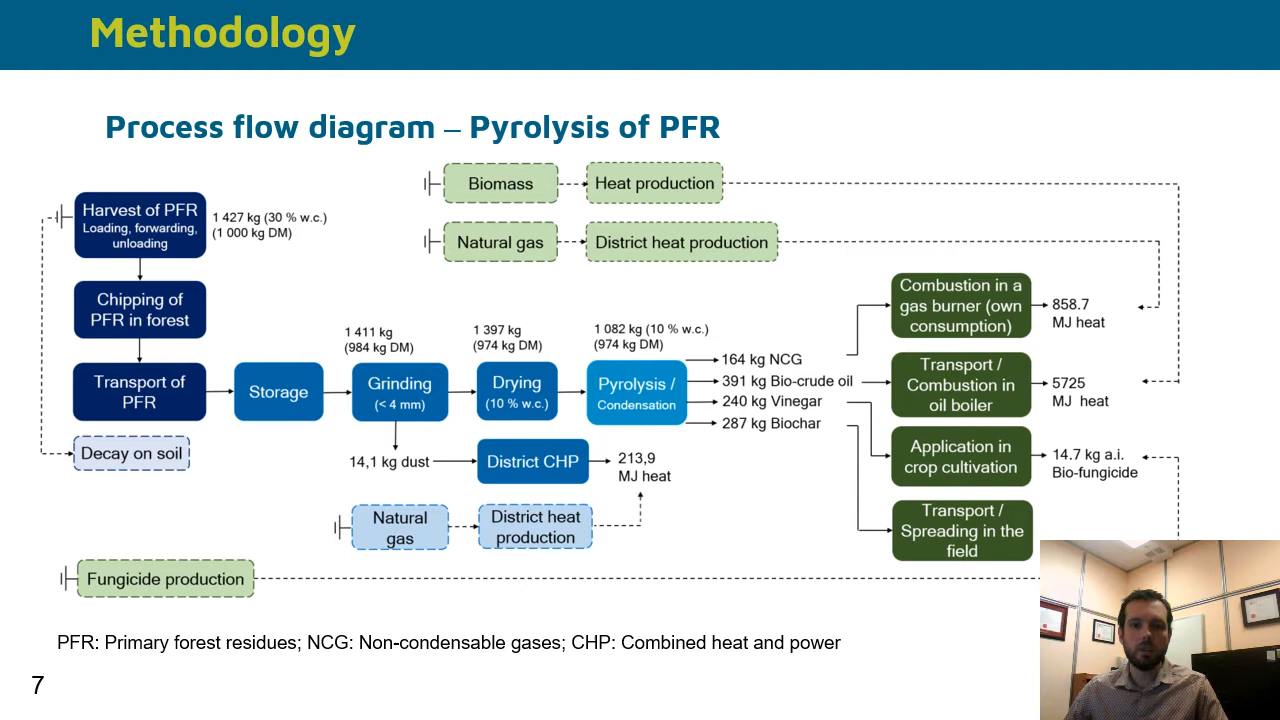 Methodology
Process flow diagram – Pyrolysis of PFR
Biomass
Heat production
Natural gas
District heat production
Harvest of PFR
Loading, forwarding,
unloading
1 427 kg (30 % w.c.)
(1 000 kg DM)
Chipping of
PFR in forest
Transport of
PFR
Decay on soil
Storage
1 411 kg
(984 kg DM)
Grinding
(< 4 mm)
1 397 kg
(974 kg DM)
Drying
(10 % w.c.)
1 082 kg (10 % w.c.)
(974 kg DM)
Pyrolysis /
Condensation
164 kg NCG
391 kg Bio-crude oil
240 kg Vinegar
287 kg Biochar
Combustion in a
gas burner (own
consumption)
858.7
MJ heat
Transport /
Combustion in
oil boiler
5725
MJ heat
Application in
crop cultivation
14.7 kg a.i.
Bio-fungicide
Transport /
Spreading in the
field
14,1 kg dust
District CHP
213,9
MJ heat
Natural
gas
District heat
production
Fungicide production
PFR: Primary forest residues; NCG: Non-condensable gases; CHP: Combined heat and power
7